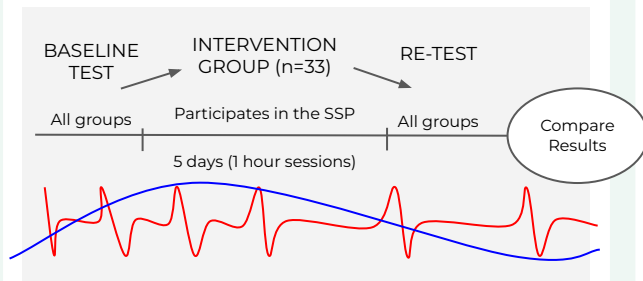 BASELINE
TEST
INTERVENTION
GROUP (n=33)
RE-TEST
All groups
Participates in the SSP
All groups
5 days (1 hour sessions)
Compare
Results